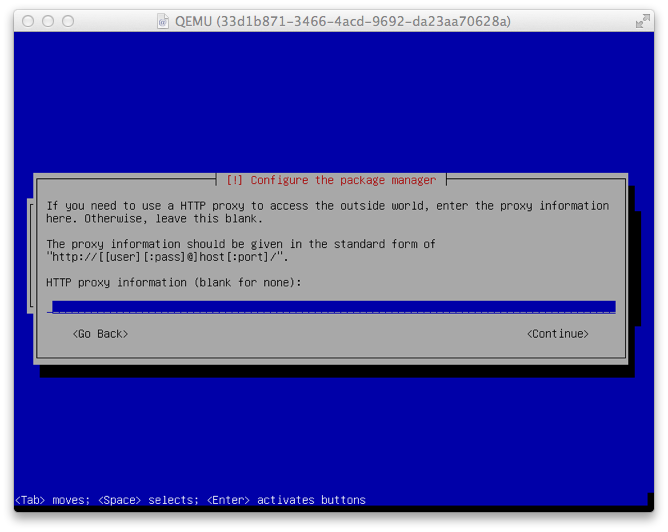 QEMU (33d1b871-3466-4acd-9692-da23aa70628a)
[!] Configure the package manager
If you need to use a HTTP proxy to access the outside world, enter the proxy information
here. Otherwise, leave this blank.
The proxy information should be given in the standard form of
"http://[[user][:pass]@]host[:port]/".
HTTP proxy information (blank for none):
<Go Back> <Continue>
<Tab> moves; <Space> selects; <Enter> activates buttons